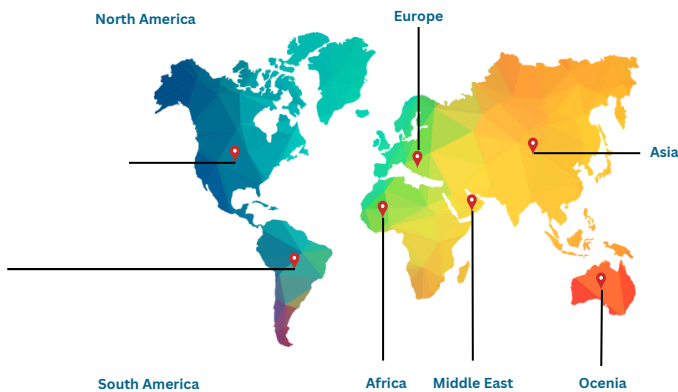 Europe
North America
Asia
South America
Africa
Middle East
Ocenia